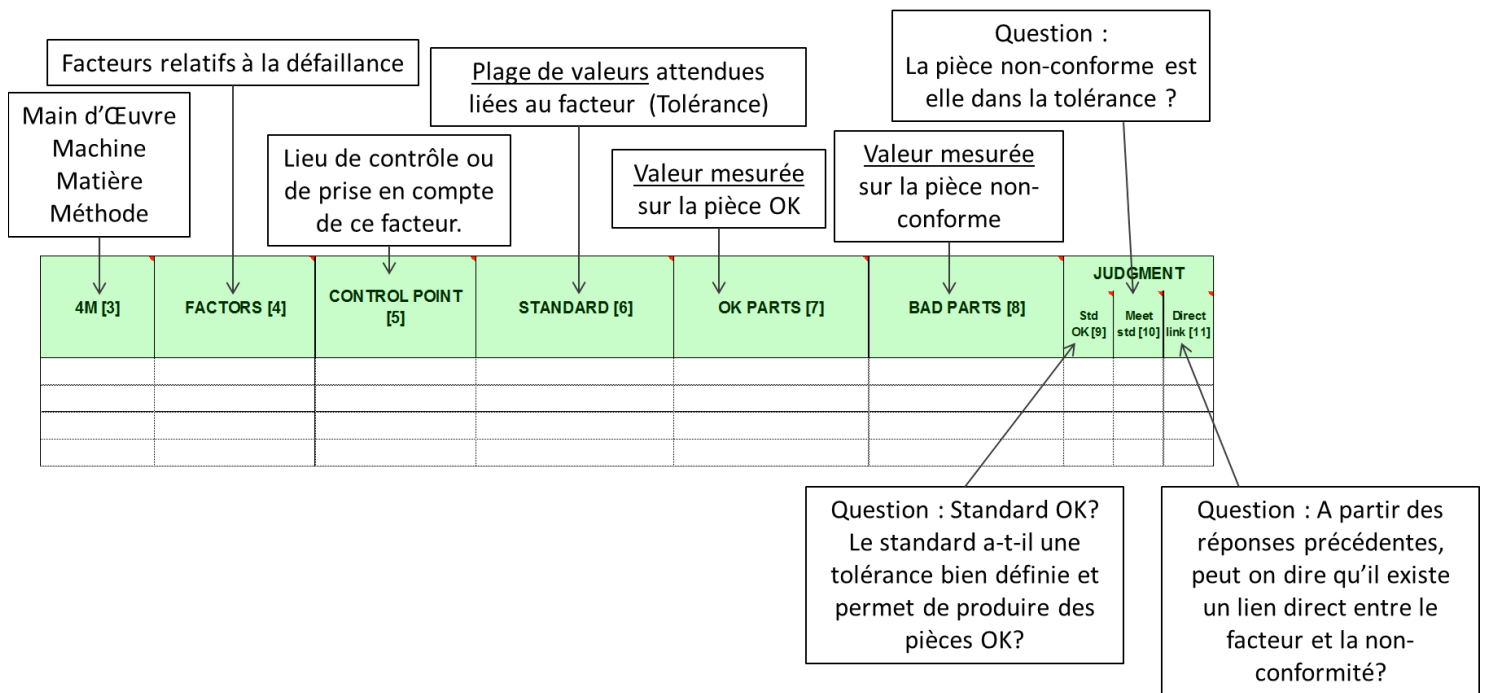 Facteurs relatifs à la défaillance
Main d’Œuvre
Machine
Matière
Méthode
Lieu de contrôle ou
de prise en compte
de ce facteur.
Plage de valeurs attendues
liées au facteur (Tolérance)
Valeur mesurée
sur la pièce OK
Valeur mesurée
sur la pièce non-
conforme
Question :
La pièce non-conforme est
elle dans la tolérance ?
4M [3]
FACTORS [4]
CONTROL POINT
[5]
STANDARD [6]
OK PARTS [7]
BAD PARTS [8]
JUDGMENT
Std
OK [9]
Meet
std [10]
Direct
link [11]
Question : Standard OK?
Le standard a-t-il une
tolérance bien définie et
permet de produire des
pièces OK?
Question : A partir des
réponses précédentes,
peut on dire qu’il existe
un lien direct entre le
facteur et la non-
conformité?